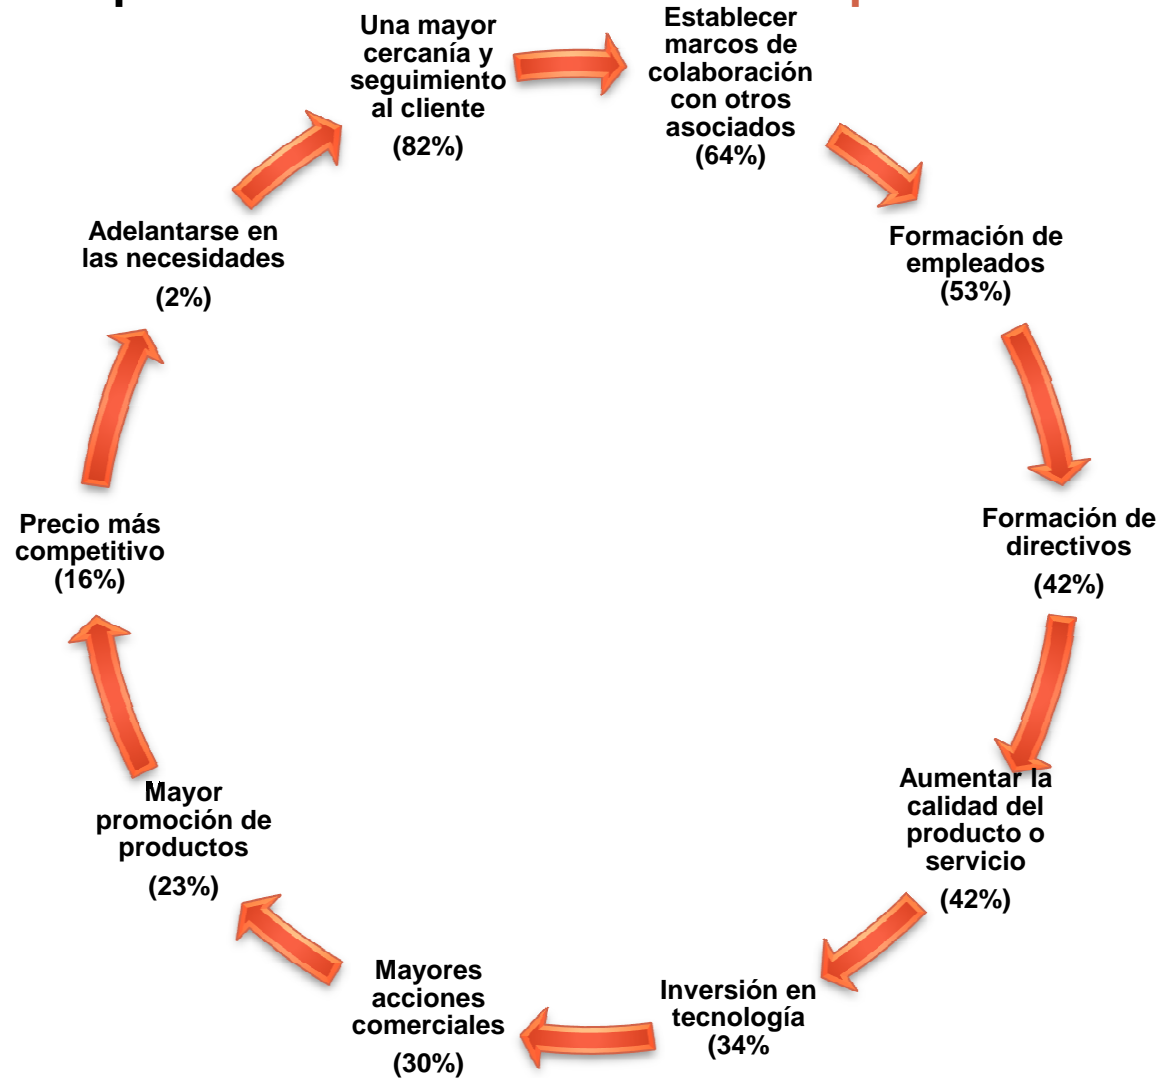 Una mayor
cercanía y
seguimiento
al cliente
(82%)
Establecer
marcos de
colaboración
con otros
asociados
(64%)
Formación de
empleados
(53%)
Formación de
directivos
(42%)
Aumentar la
calidad del
producto o
servicio
(42%)
Inversión en
tecnología
(34%
Mayores
acciones
comerciales
(30%)
Mayor
promoción de
productos
(23%)
Precio más
competitivo
(16%)
Adelantarse en
las necesidades
(2%)